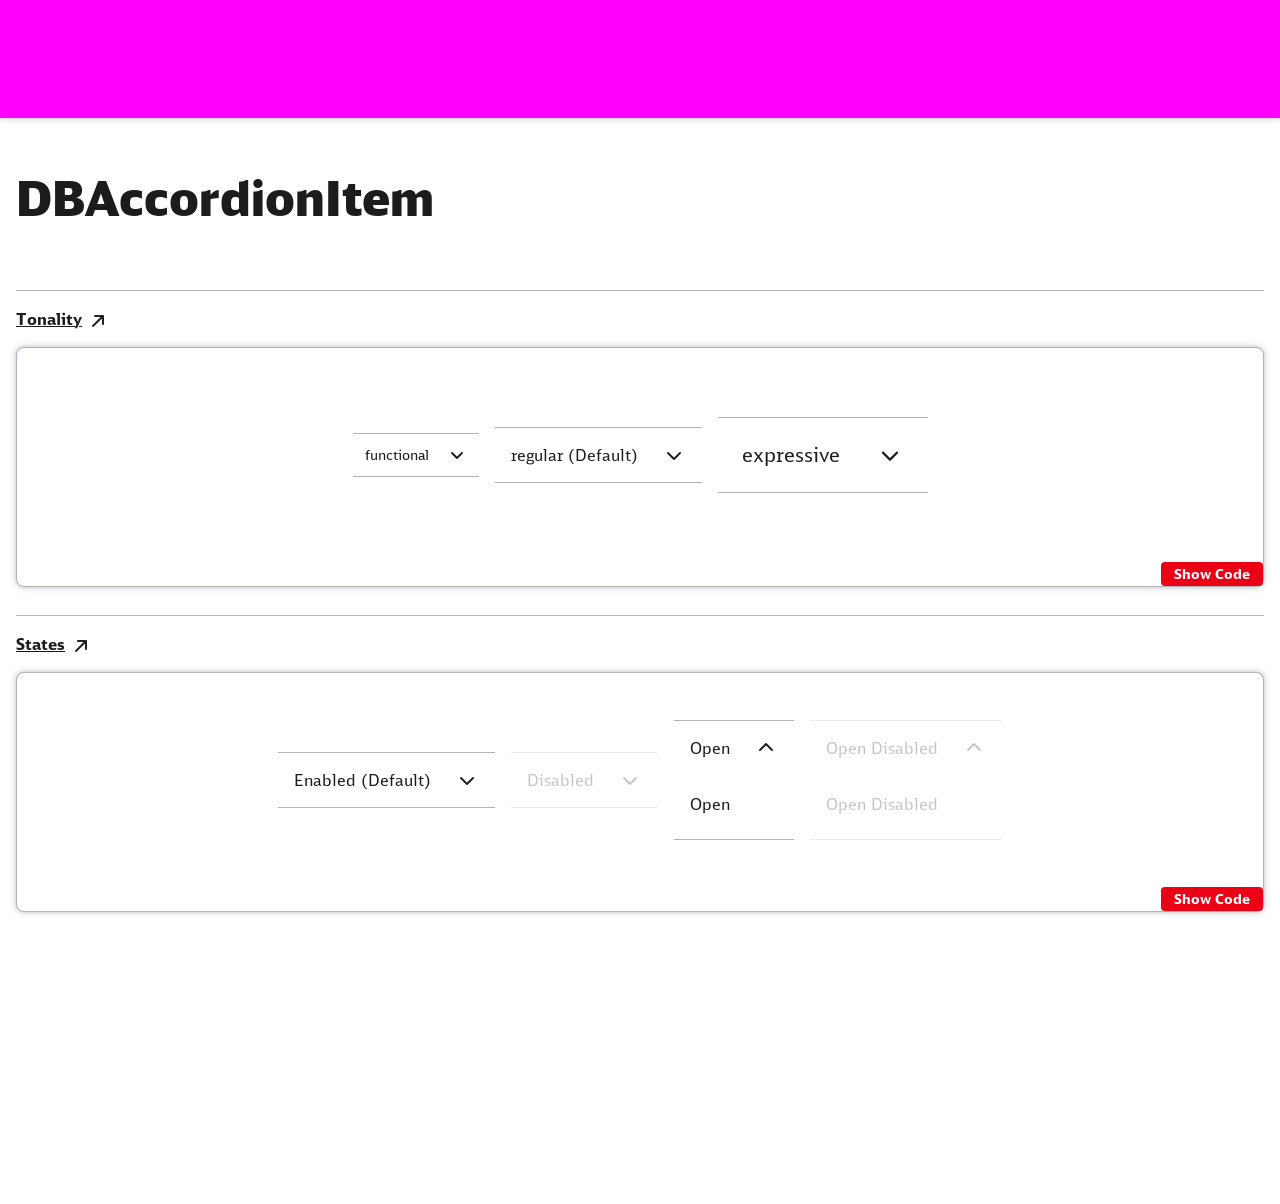 DBAccordionItem
Tonality
functional
regular (Default)
expressive
Show Code
States
Enabled (Default)
Disabled
Open
Open
Open Disabled
Open Disabled
Show Code